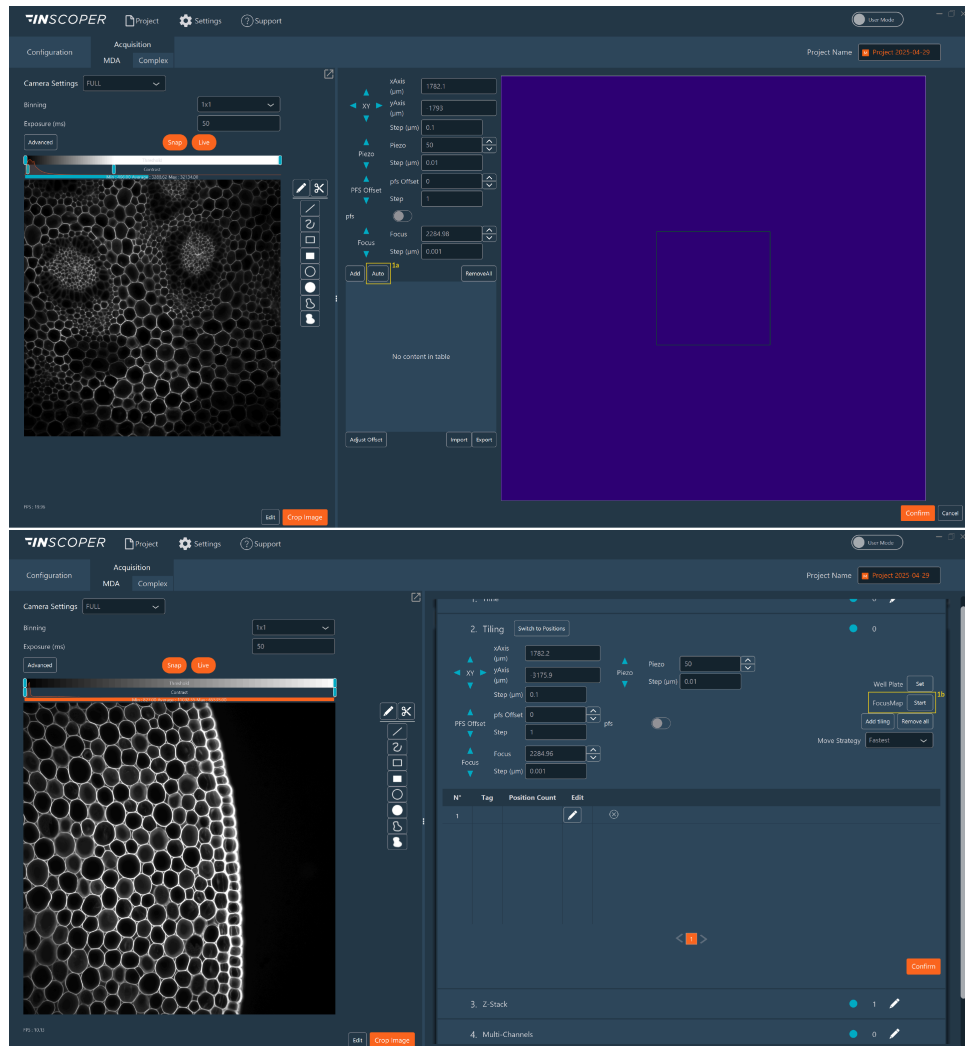 INSCOPER Project Settings Support User Mode
Configuration Acquisition
MDA Complex
Project Name Project 2025-04-29
Camera Settings FULL
Binning 1x1
Exposure (ms) 50
Advanced Snap Live
Contrast
FPS : 19.56
Edit Crop Image
XY
xAxis (μm) 1782.1
yAxis (μm) -1793
Step (μm) 0.1
Piezo
Piezo 50
Step (μm) 0.01
PFS Offset
pfs Offset 0
Step 1
pfs
Focus
Focus 2284.98
Step (μm) 0.001
Add Auto 1a RemoveAll
No content in table
Adjust Offset Import Export
Confirm Cancel
INSCOPER Project Settings Support User Mode
Configuration Acquisition
MDA Complex
Project Name Project 2025-04-29
Camera Settings FULL
Binning 1x1
Exposure (ms) 50
Advanced Snap Live
Contrast
Edit Crop Image
1. Time 0
2. Tiling Switch to Positions 0
XY
xAxis (μm) 1782.2
yAxis (μm) -3175.9
Step (μm) 0.1
Piezo
Piezo 50
Step (μm) 0.01
PFS Offset
pfs Offset 0
Step 1
pfs
Focus
Focus 2284.96
Step (μm) 0.001
Well Plate Set
FocusMap Start 1b
Add tiling Remove all
Move Strategy Fastest
N° Tag Position Count Edit
1
< 1 >
Confirm
3. Z-Stack 1
4. Multi-Channels 0